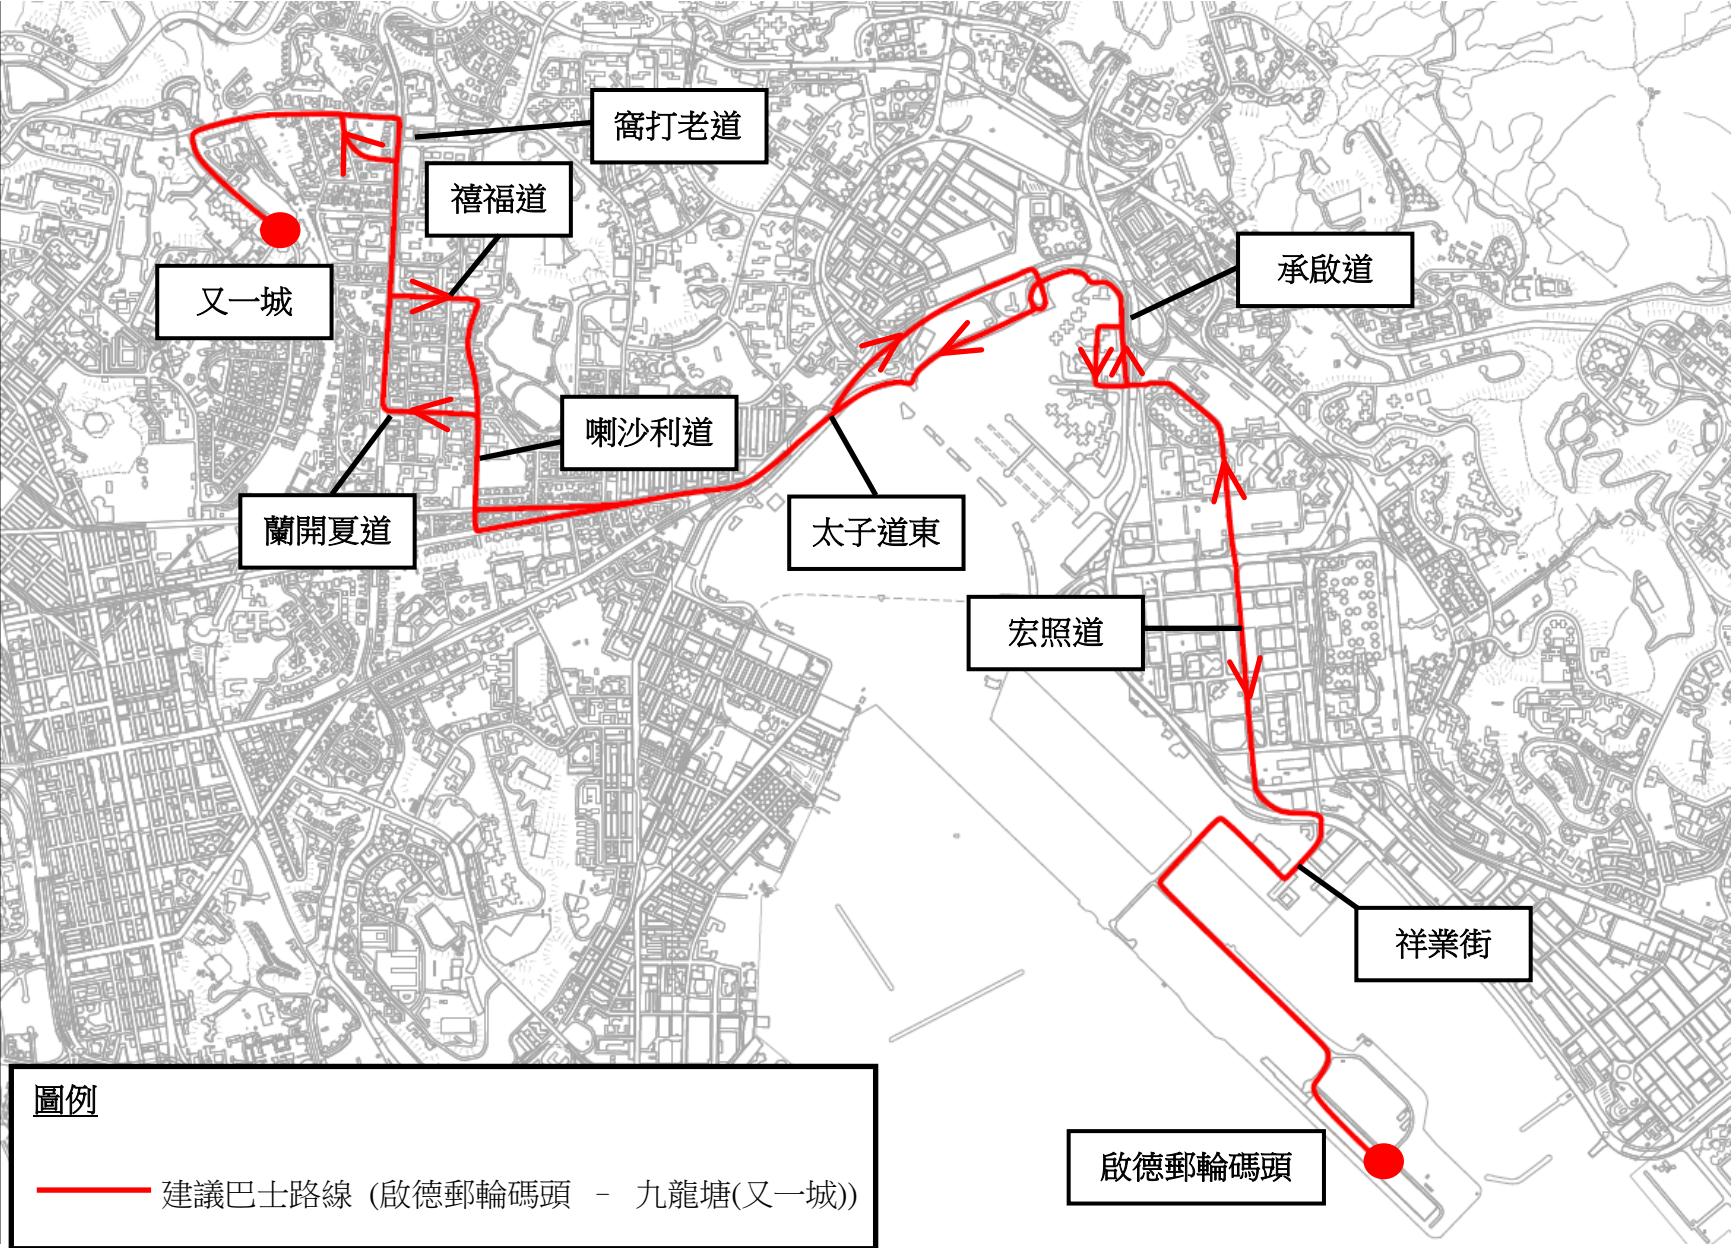 窩打老道
禧福道
承啟道
又一城
喇沙利道
蘭開夏道
太子道東
宏照道
祥業街
啟德郵輪碼頭
圖例
建議巴士路線 (啟德郵輪碼頭 - 九龍塘(又一城))